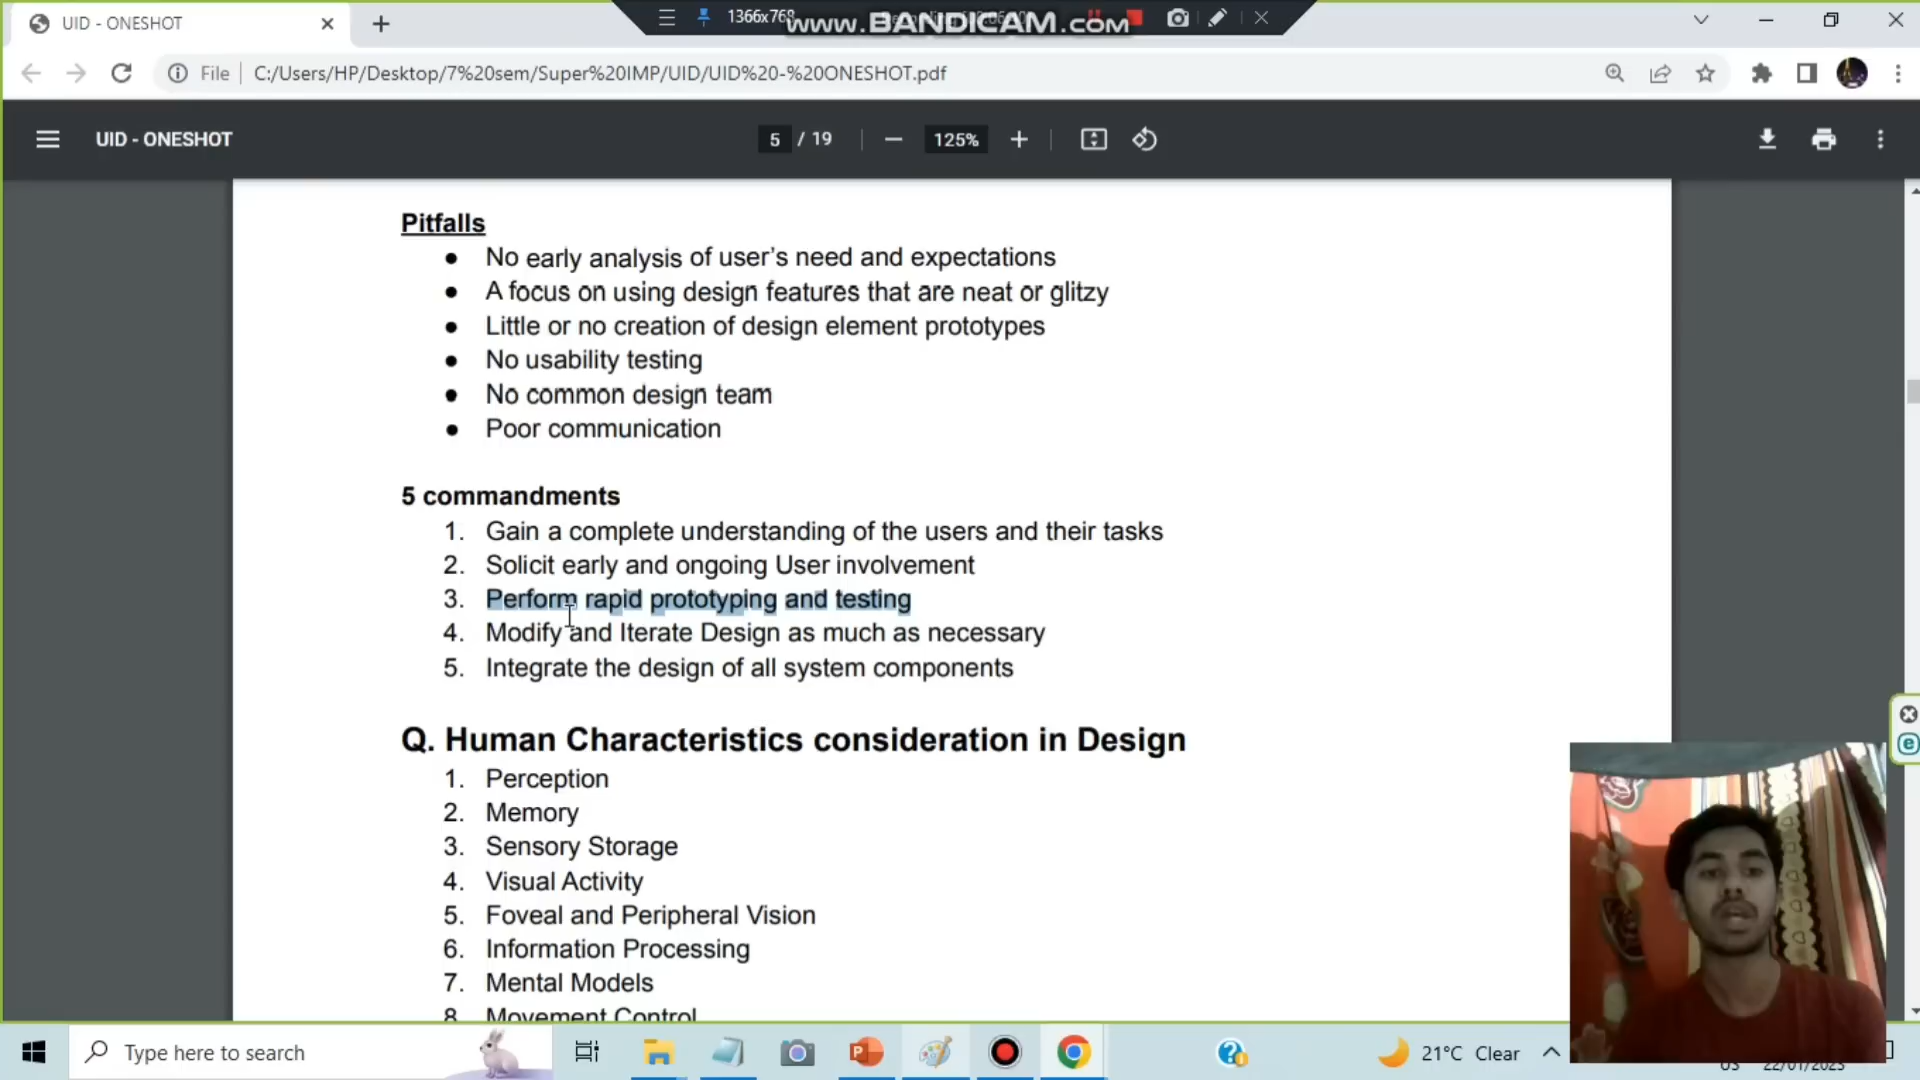 UID - ONESHOT
1366x768
www.BANDICAM.com
File
C:/Users/HP/Desktop/7%20sem/Super%20IMP/UID/UID%20-%20ONESHOT.pdf
UID - ONESHOT
5 / 19
125%
Pitfalls
● No early analysis of user's need and expectations
● A focus on using design features that are neat or glitzy
● Little or no creation of design element prototypes
● No usability testing
● No common design team
● Poor communication
5 commandments
1. Gain a complete understanding of the users and their tasks
2. Solicit early and ongoing User involvement
3. Perform rapid prototyping and testing
4. Modify and Iterate Design as much as necessary
5. Integrate the design of all system components
Q. Human Characteristics consideration in Design
1. Perception
2. Memory
3. Sensory Storage
4. Visual Activity
5. Foveal and Peripheral Vision
6. Information Processing
7. Mental Models
8. Movement Control
Type here to search
21°C Clear
22/01/2023